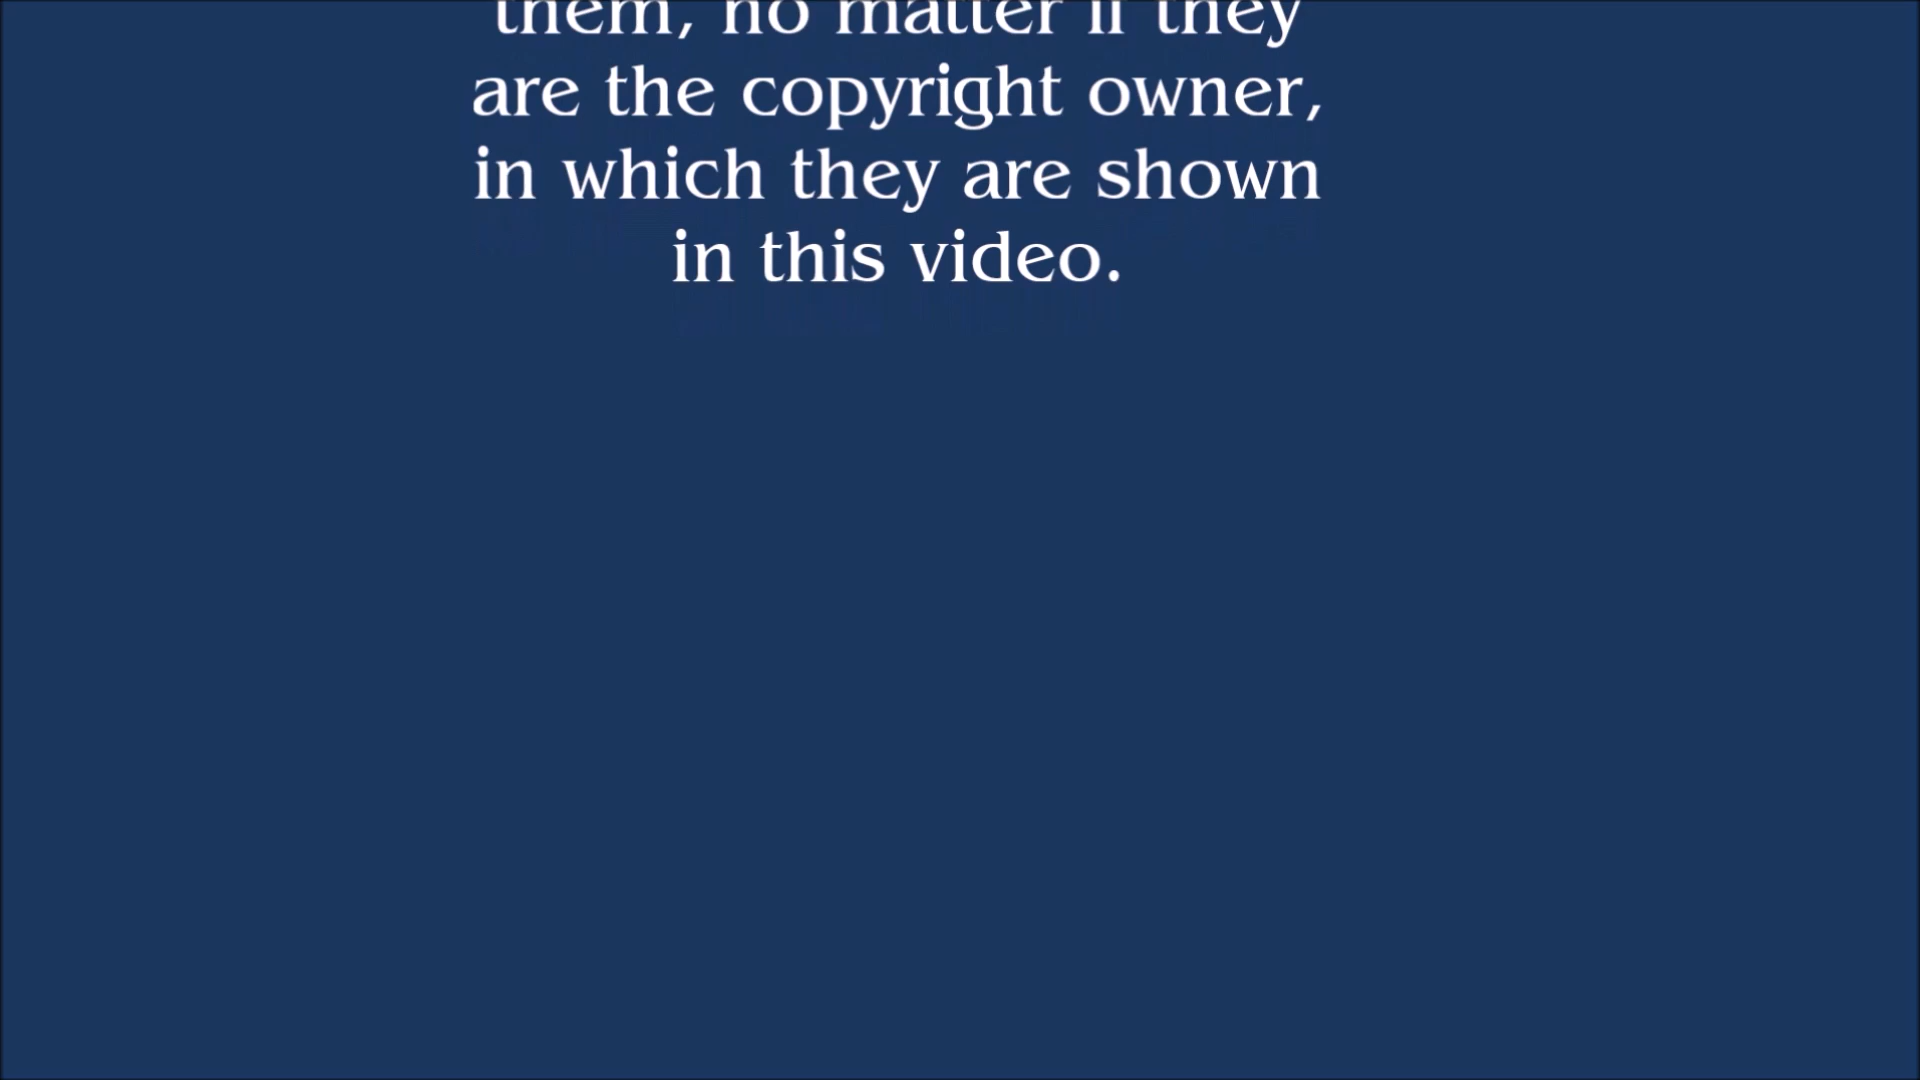 them, no matter if they
are the copyright owner,
in which they are shown
in this video.